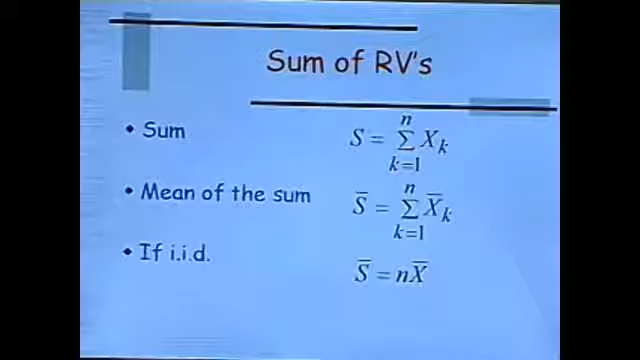 Sum of RV's
• Sum S = ∑_{k=1}^{n} X_k
• Mean of the sum S̅ = ∑_{k=1}^{n} X̅_k
• If i.i.d. S̅ = nX̅